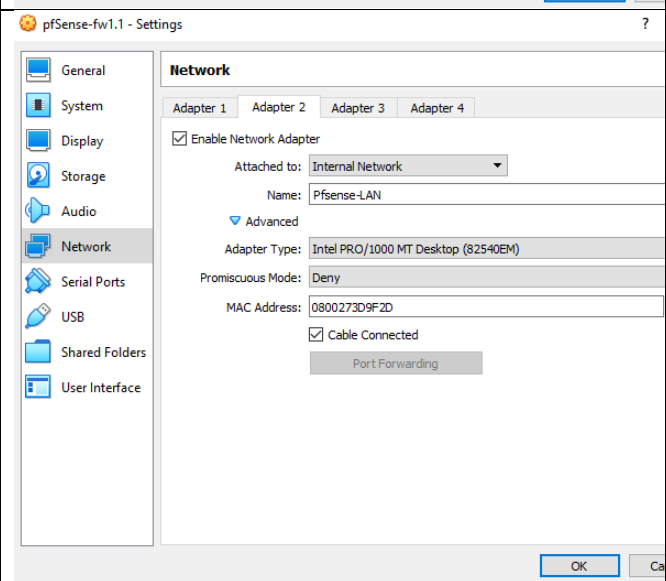 pfSense-fw1.1 - Settings ?
General
System
Display
Storage
Audio
Network
Serial Ports
USB
Shared Folders
User Interface
Network
Adapter 1 Adapter 2 Adapter 3 Adapter 4
Enable Network Adapter
Attached to: Internal Network
Name: Pfsense-LAN
Advanced
Adapter Type: Intel PRO/1000 MT Desktop (82540EM)
Promiscuous Mode: Deny
MAC Address: 0800273D9F2D
Cable Connected
Port Forwarding
OK Ca